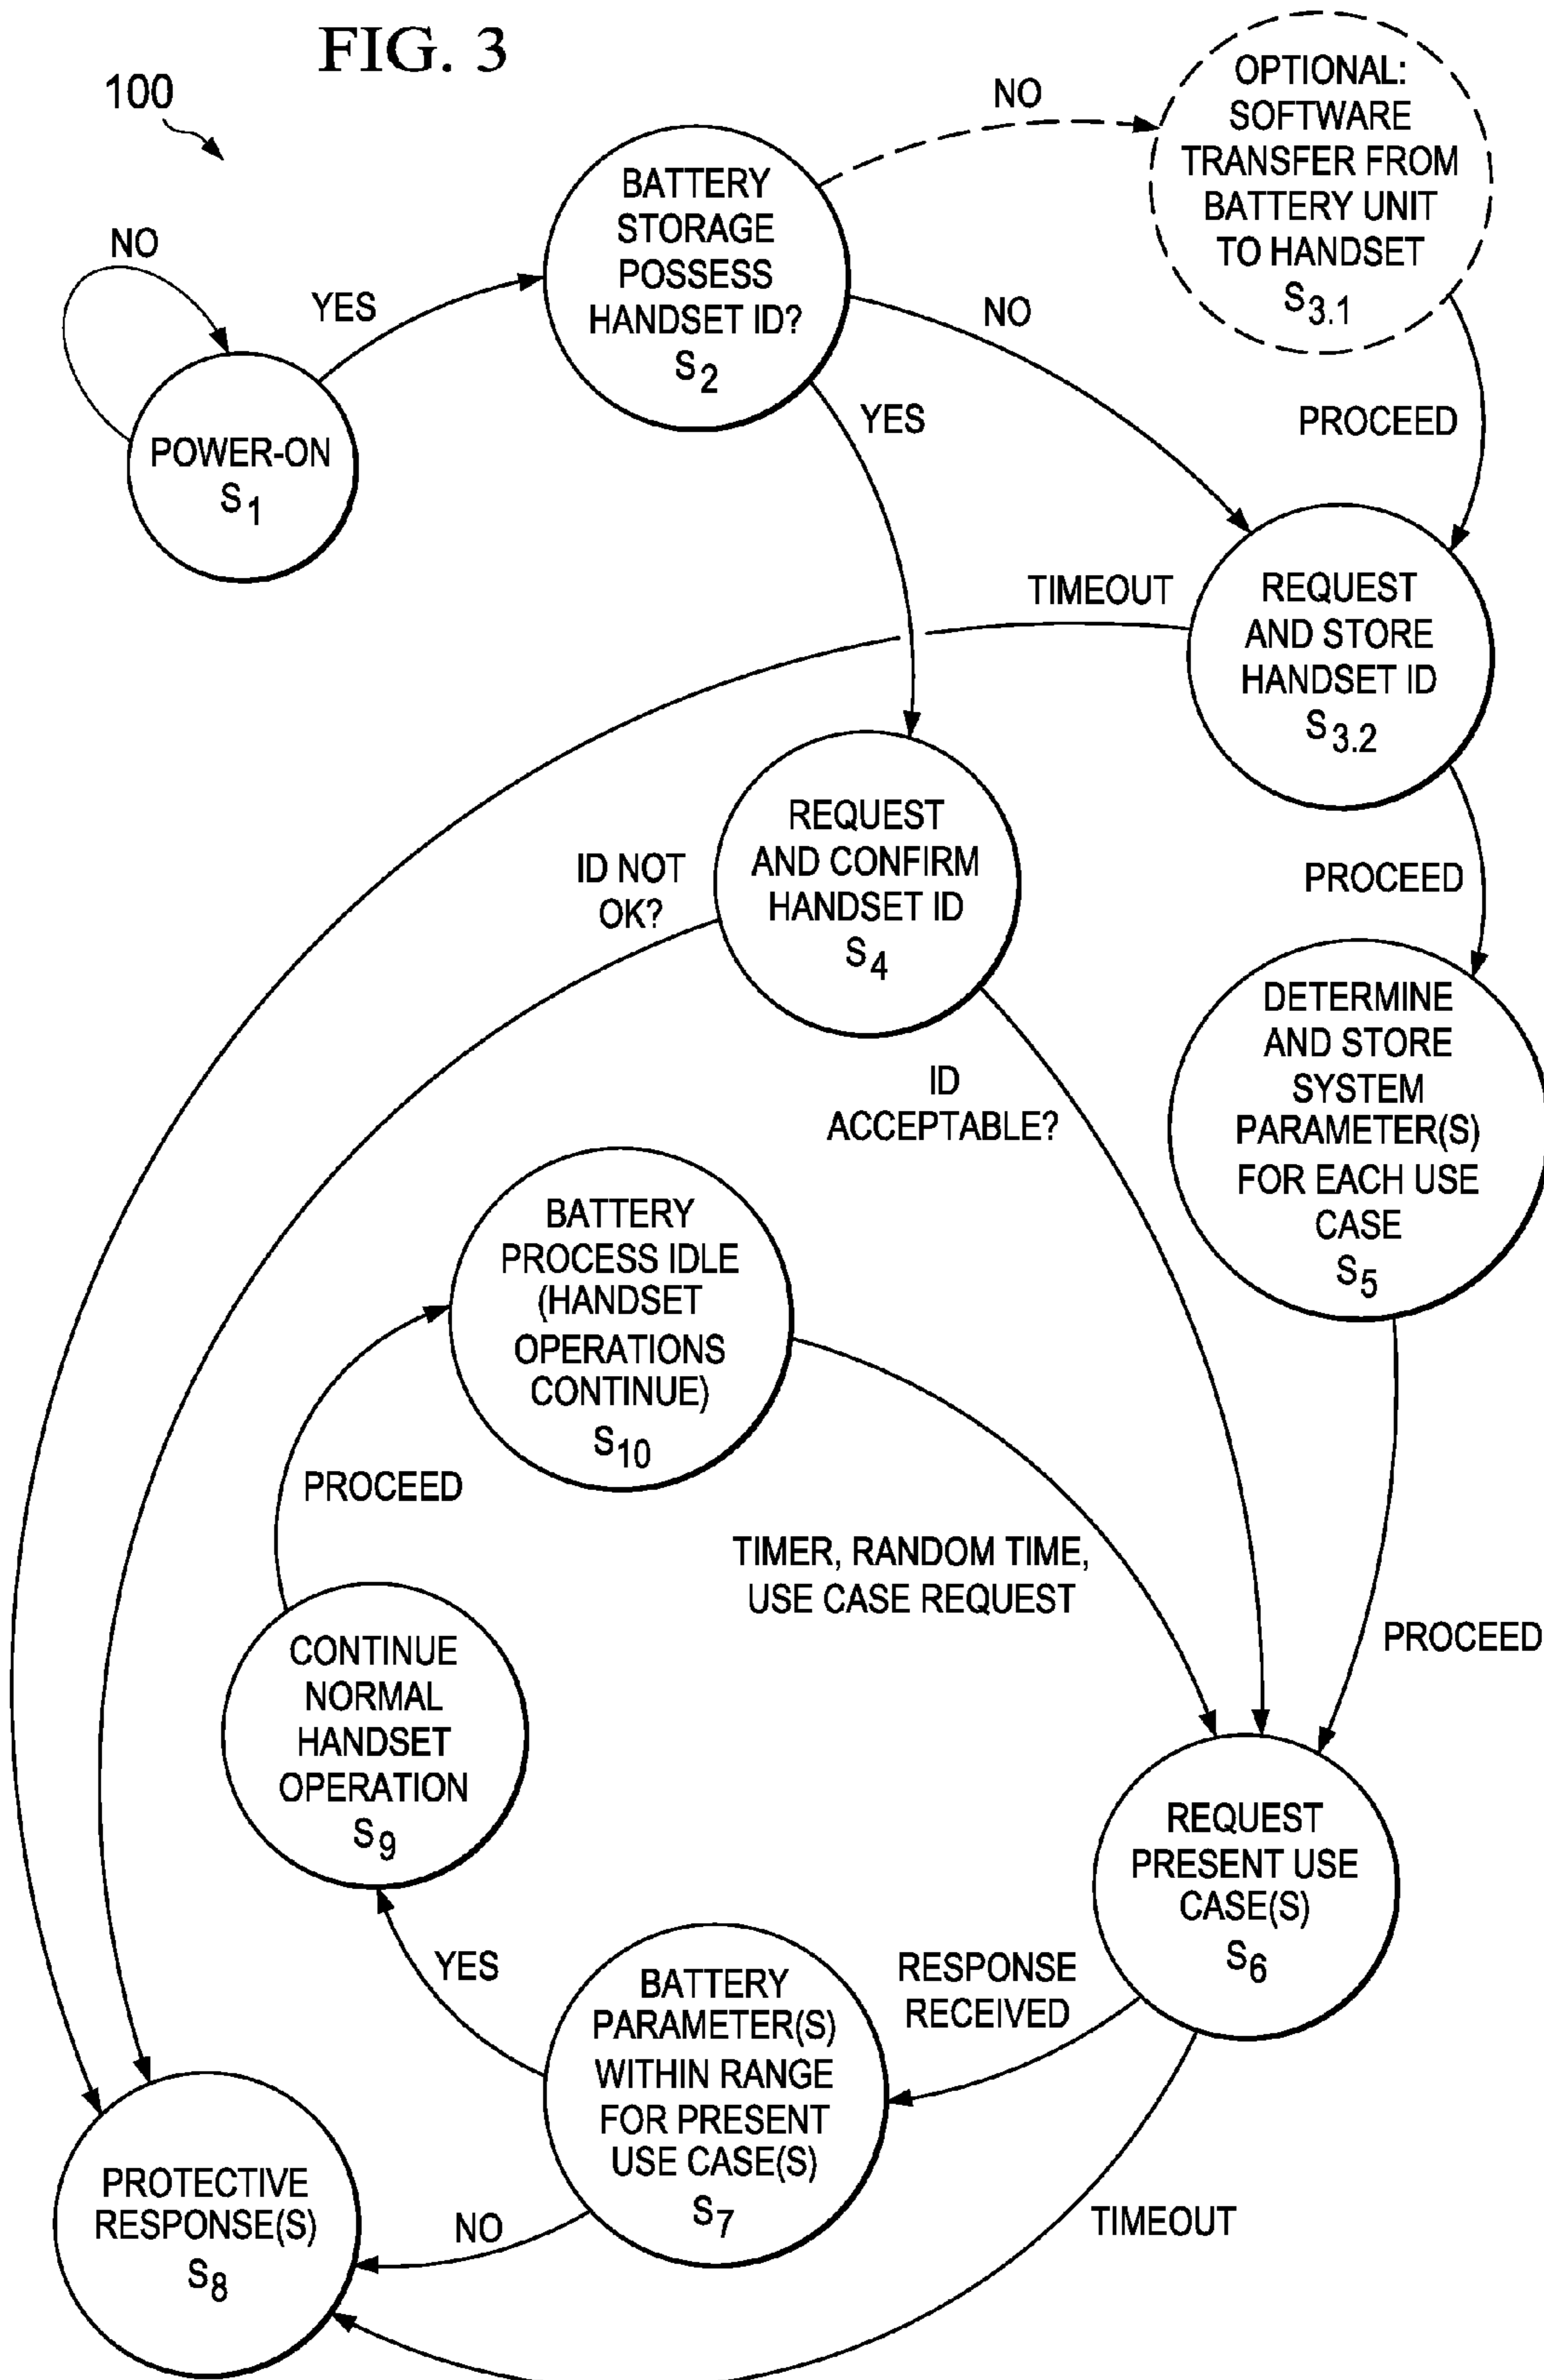 FIG. 3
100
NO
OPTIONAL:
SOFTWARE
TRANSFER FROM
BATTERY UNIT
TO HANDSET
S3.1
BATTERY
STORAGE
POSSESS
HANDSET ID?
S2
NO
YES
NO
YES
PROCEED
POWER-ON
S1
TIMEOUT
REQUEST
AND STORE
HANDSET ID
S3.2
REQUEST
AND CONFIRM
HANDSET ID
S4
ID NOT
OK?
PROCEED
DETERMINE
AND STORE
SYSTEM
PARAMETER(S)
FOR EACH USE
CASE
S5
ID
ACCEPTABLE?
BATTERY
PROCESS IDLE
(HANDSET
OPERATIONS
CONTINUE)
S10
PROCEED
TIMER, RANDOM TIME,
USE CASE REQUEST
PROCEED
CONTINUE
NORMAL
HANDSET
OPERATION
S9
REQUEST
PRESENT USE
CASE(S)
S6
YES
RESPONSE
RECEIVED
BATTERY
PARAMETER(S)
WITHIN RANGE
FOR PRESENT
USE CASE(S)
S7
PROTECTIVE
RESPONSE(S)
S8
NO
TIMEOUT